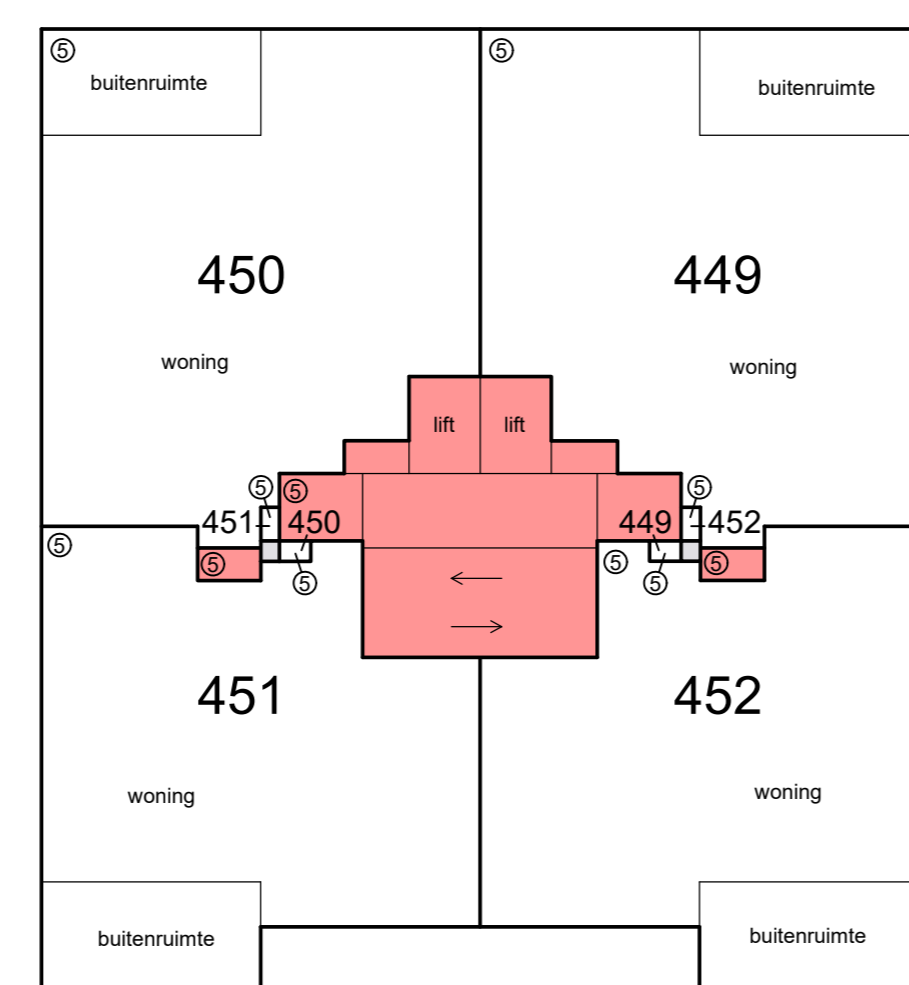 ⑤ ⑤
buitenruimte buitenruimte
450 449
woning woning
lift lift
⑤ ⑤ ⑤
451 450 449 452
⑤ ⑤ ⑤ ⑤
⑤ ⑤
451 452
woning woning
buitenruimte buitenruimte